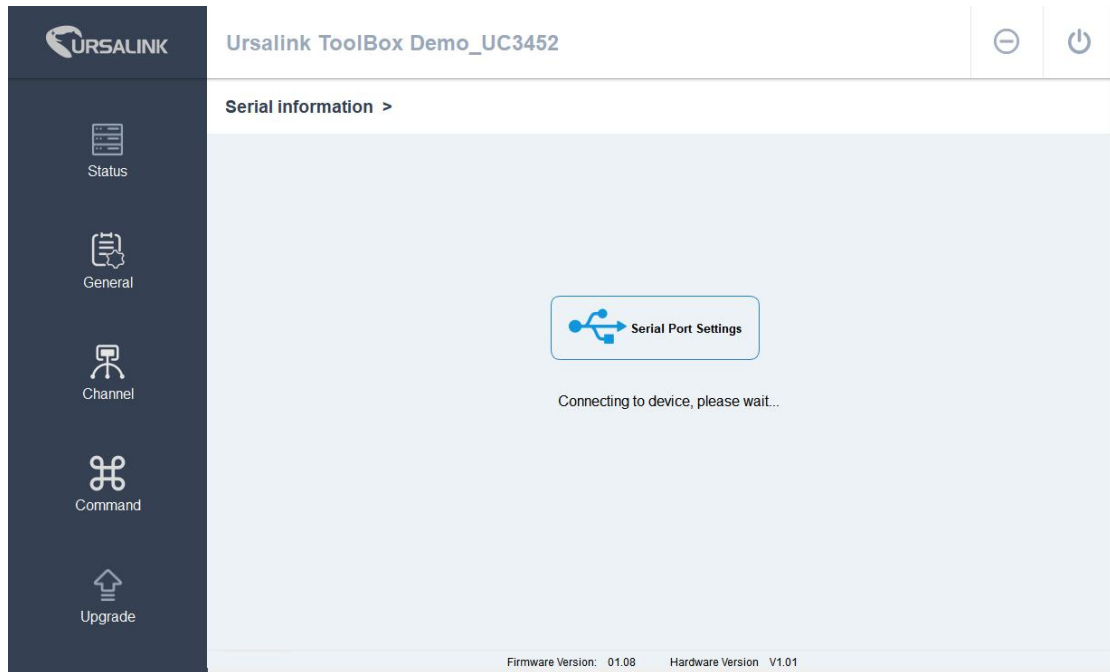 URSALINK
Ursalink ToolBox Demo_UC3452
Serial information >
Status
General
Channel
Command
Upgrade
Serial Port Settings
Connecting to device, please wait...
Firmware Version: 01.08 Hardware Version V1.01